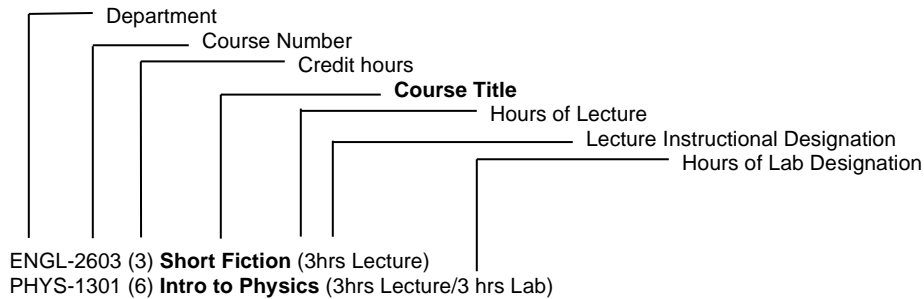 Department
Course Number
Credit hours
Course Title
Hours of Lecture
Lecture Instructional Designation
Hours of Lab Designation
ENGL-2603 (3) Short Fiction (3hrs Lecture)
PHYS-1301 (6) Intro to Physics (3hrs Lecture/3 hrs Lab)